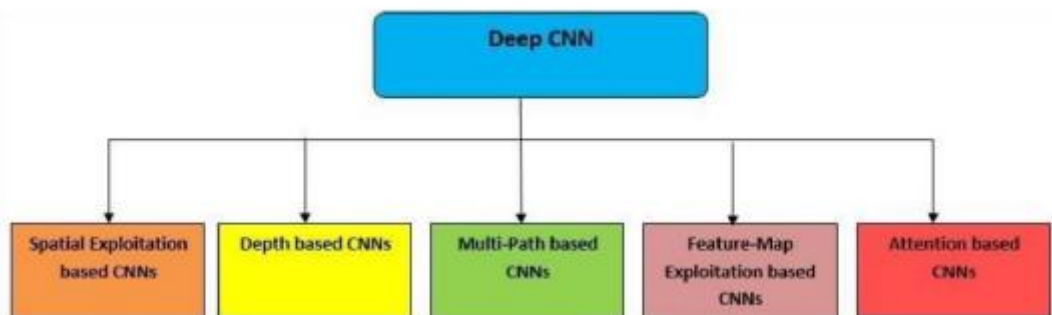 Deep CNN
Spatial Exploitation
based CNNs
Depth based CNNs
Multi-Path based
CNNs
Feature-Map
Exploitation based
CNNs
Attention based
CNNs